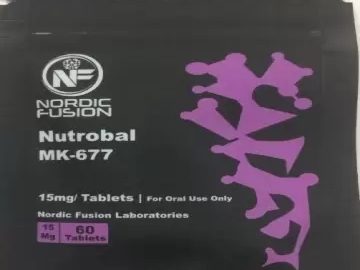 NF
NORDIC
FUSION
Nutrobal
MK-677
15mg/ Tablets | For Oral Use Only
Nordic Fusion Laboratories
15 Mg 60 Tablets